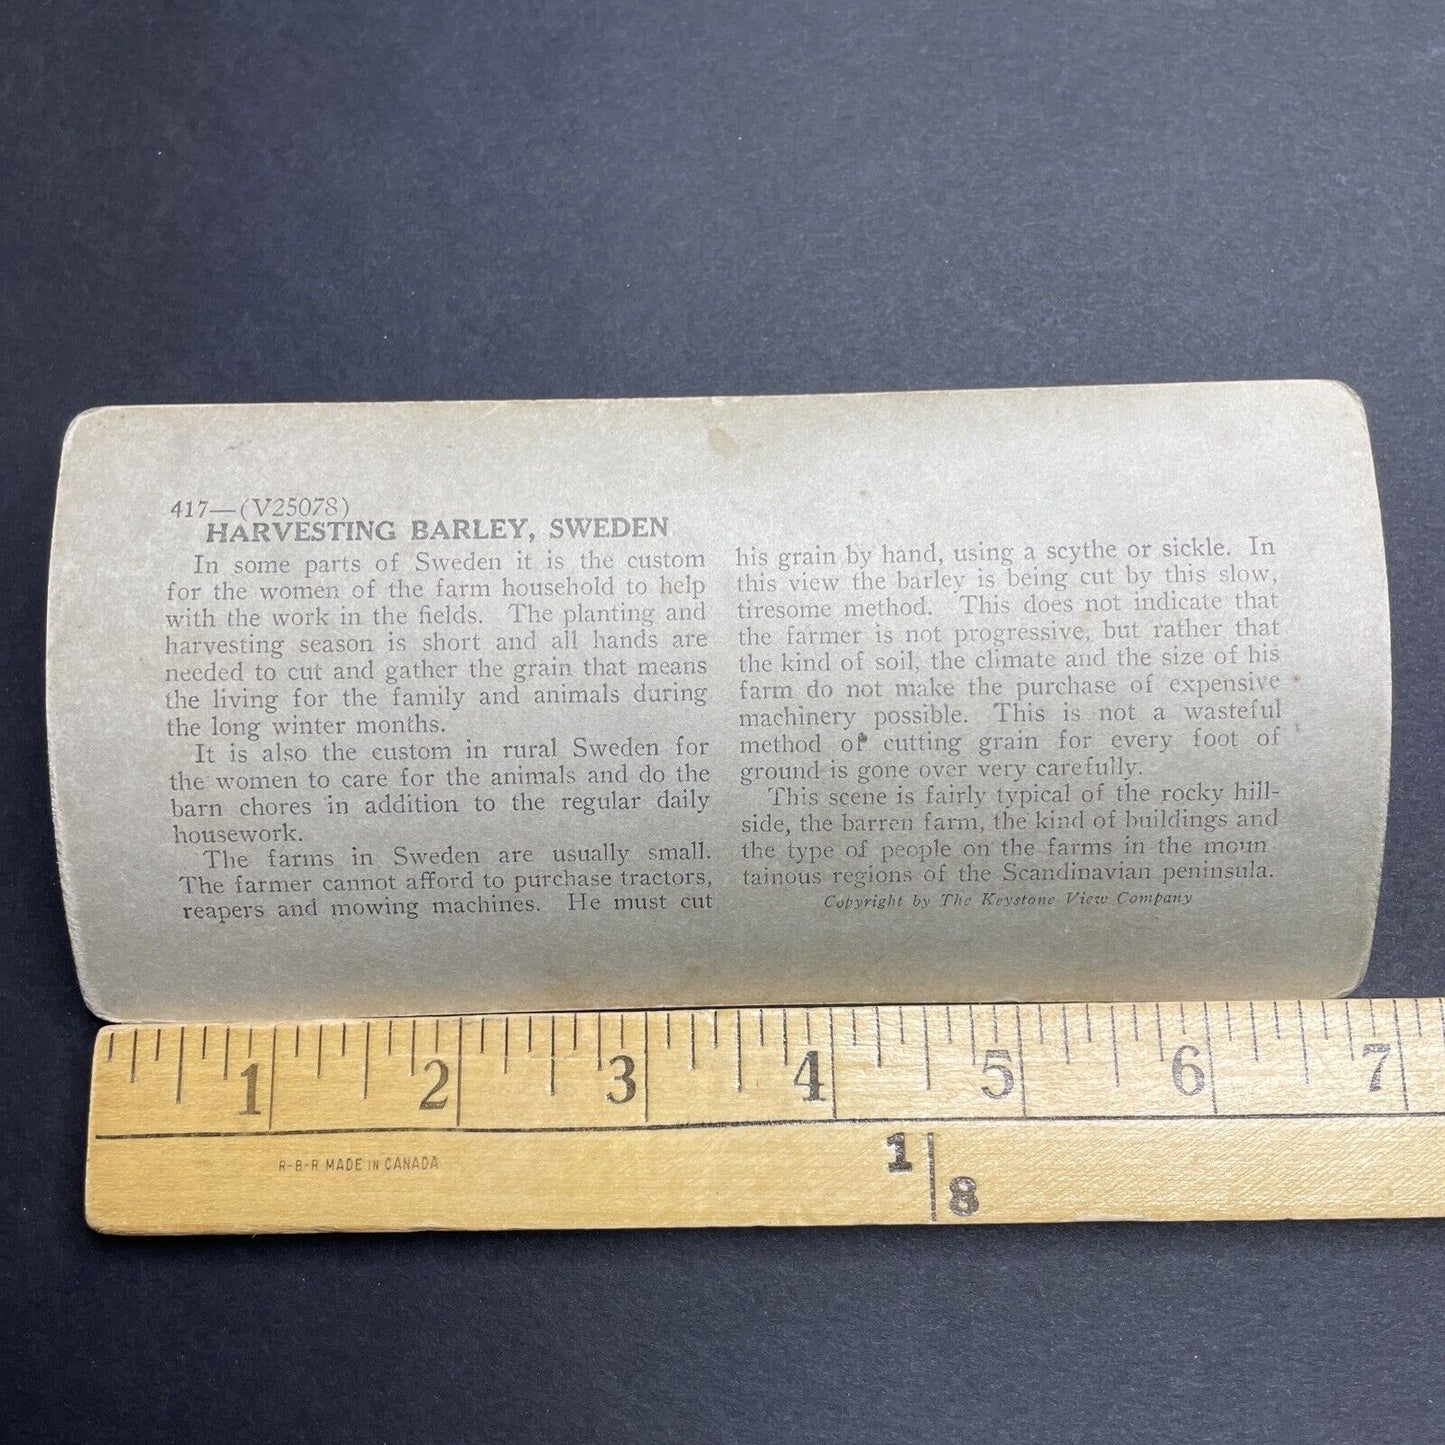 417—(V25078)
HARVESTING BARLEY, SWEDEN
In some parts of Sweden it is the custom
for the women of the farm household to help
with the work in the fields. The planting and
harvesting season is short and all hands are
needed to cut and gather the grain that means
the living for the family and animals during
the long winter months.
It is also the custom in rural Sweden for
the women to care for the animals and do the
barn chores in addition to the regular daily
housework.
The farms in Sweden are usually small.
The farmer cannot afford to purchase tractors,
reapers and mowing machines. He must cut
his grain by hand, using a scythe or sickle. In
this view the barley is being cut by this slow,
tiresome method. This does not indicate that
the farmer is not progressive, but rather that
the kind of soil, the climate and the size of his
farm do not make the purchase of expensive
machinery possible. This is not a wasteful
method of cutting grain for every foot of
ground is gone over very carefully.
This scene is fairly typical of the rocky hill-
side, the barren farm, the kind of buildings and
the type of people on the farms in the moun
tainous regions of the Scandinavian peninsula.
Copyright by The Keystone View Company
1 2 3 4 5 6 7
R-B-R MADE IN CANADA
1
8